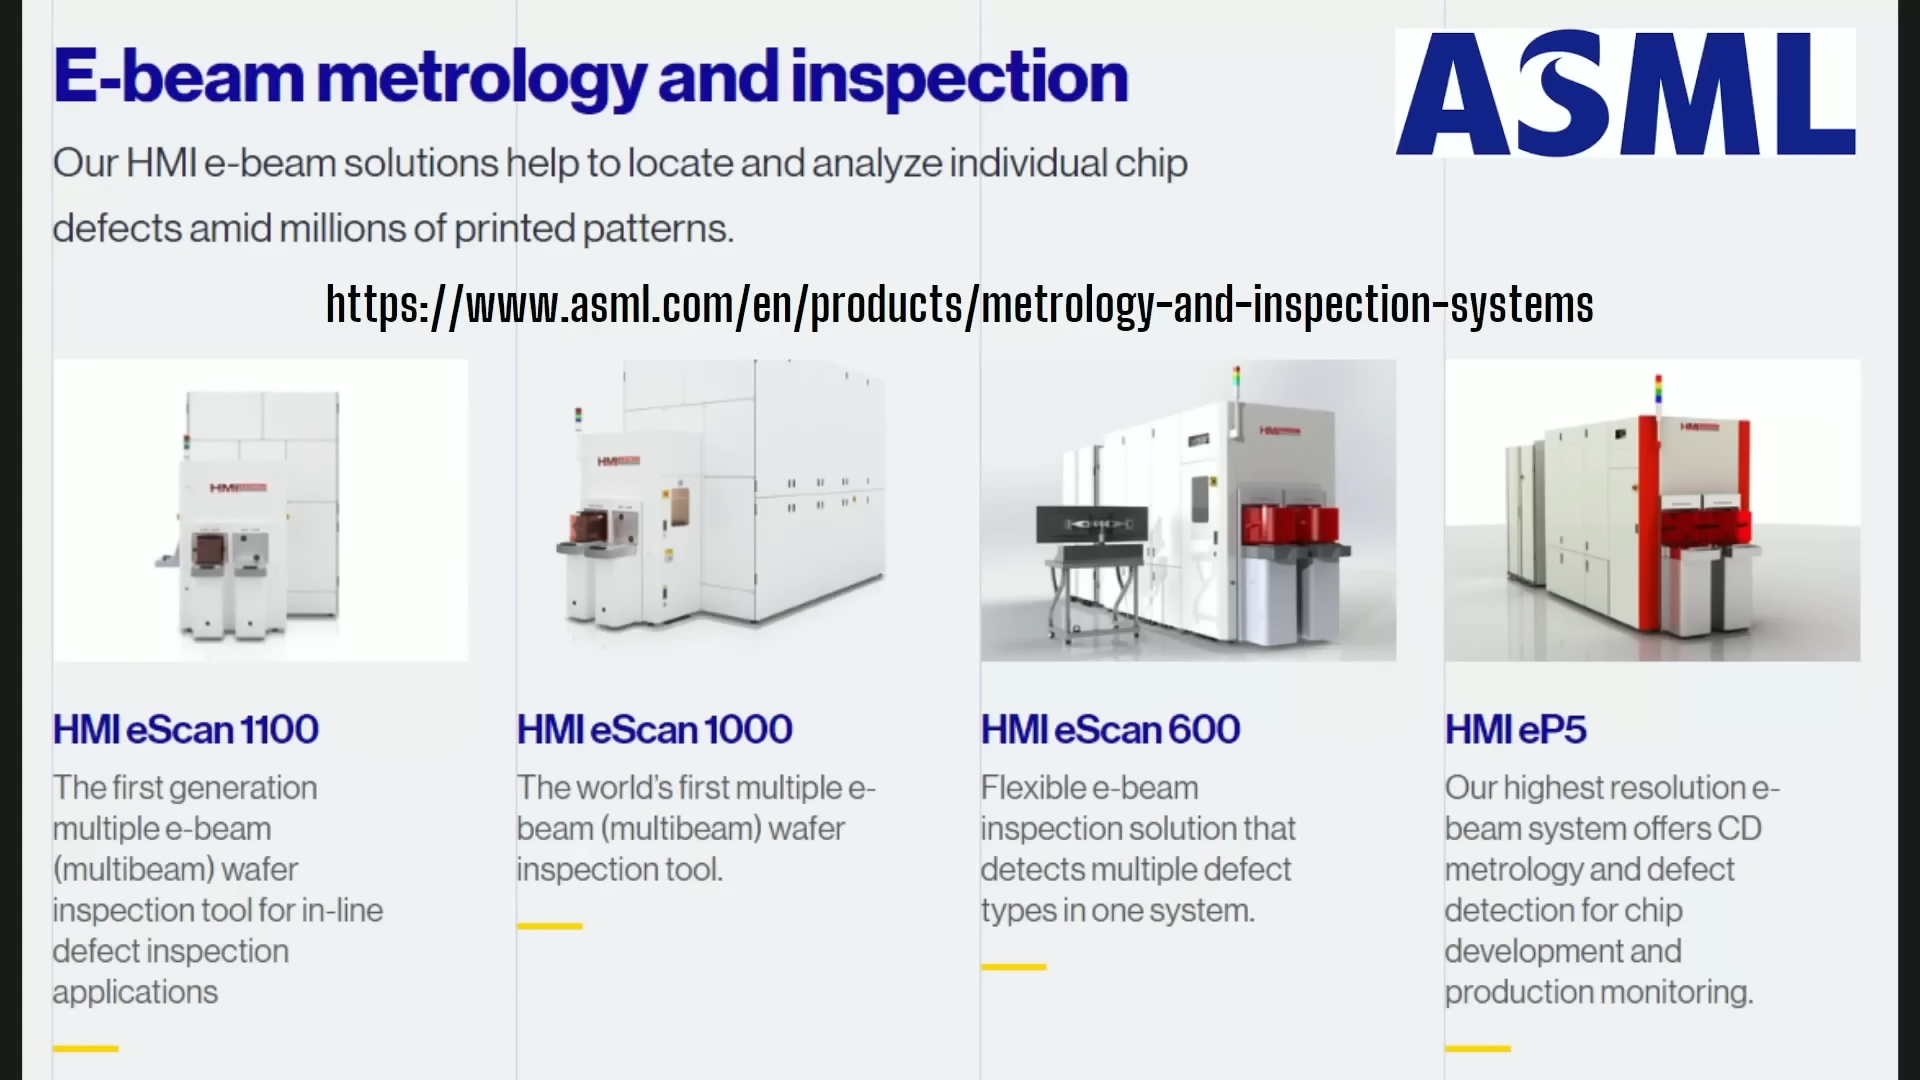 E-beam metrology and inspection
ASML
Our HMI e-beam solutions help to locate and analyze individual chip
defects amid millions of printed patterns.
https://www.asml.com/en/products/metrology-and-inspection-systems
HMI
HMI
HMI
HMI
HMI eScan 1100
The first generation
multiple e-beam
(multibeam) wafer
inspection tool for in-line
defect inspection
applications
HMI eScan 1000
The world's first multiple e-
beam (multibeam) wafer
inspection tool.
HMI eScan 600
Flexible e-beam
inspection solution that
detects multiple defect
types in one system.
HMI eP5
Our highest resolution e-
beam system offers CD
metrology and defect
detection for chip
development and
production monitoring.